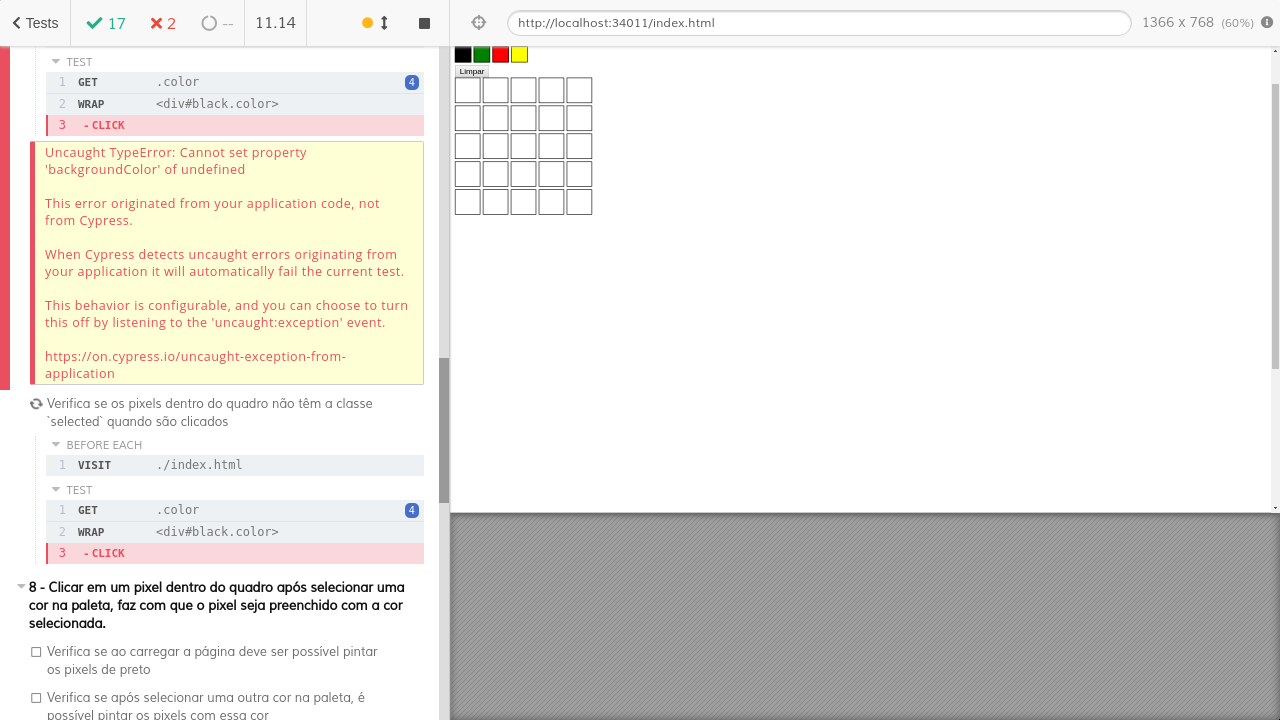 Tests
17
2
--
11.14
http://localhost:34011/index.html
1366 x 768 (60%)
TEST
1 GET .color 4
2 WRAP <div#black.color>
3 - CLICK
Uncaught TypeError: Cannot set property
'backgroundColor' of undefined
This error originated from your application code, not
from Cypress.
When Cypress detects uncaught errors originating from
your application it will automatically fail the current test.
This behavior is configurable, and you can choose to turn
this off by listening to the 'uncaught:exception' event.
https://on.cypress.io/uncaught-exception-from-
application
Verifica se os pixels dentro do quadro não têm a classe
`selected` quando são clicados
BEFORE EACH
1 VISIT ./index.html
TEST
1 GET .color 4
2 WRAP <div#black.color>
3 - CLICK
8 - Clicar em um pixel dentro do quadro após selecionar uma
cor na paleta, faz com que o pixel seja preenchido com a cor
selecionada.
Verifica se ao carregar a página deve ser possível pintar
os pixels de preto
Verifica se após selecionar uma outra cor na paleta, é
possível pintar os pixels com essa cor
Limpar